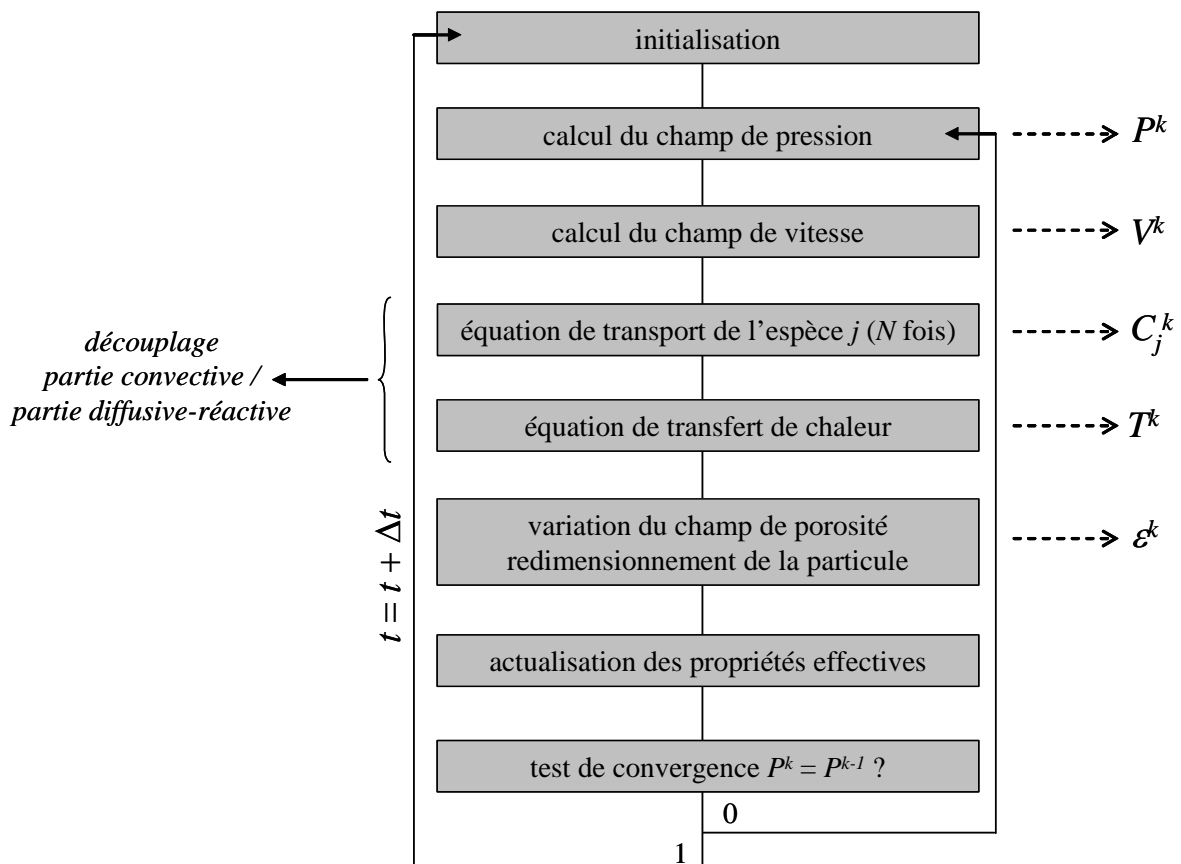 initialisation
calcul du champ de pression
P^k
calcul du champ de vitesse
V^k
équation de transport de l'espèce j (N fois)
C_j^k
découplage
partie convective /
partie diffusive-réactive
équation de transfert de chaleur
T^k
variation du champ de porosité
redimensionnement de la particule
ε^k
t = t + Δt
actualisation des propriétés effectives
test de convergence P^k = P^{k-1} ?
0
1